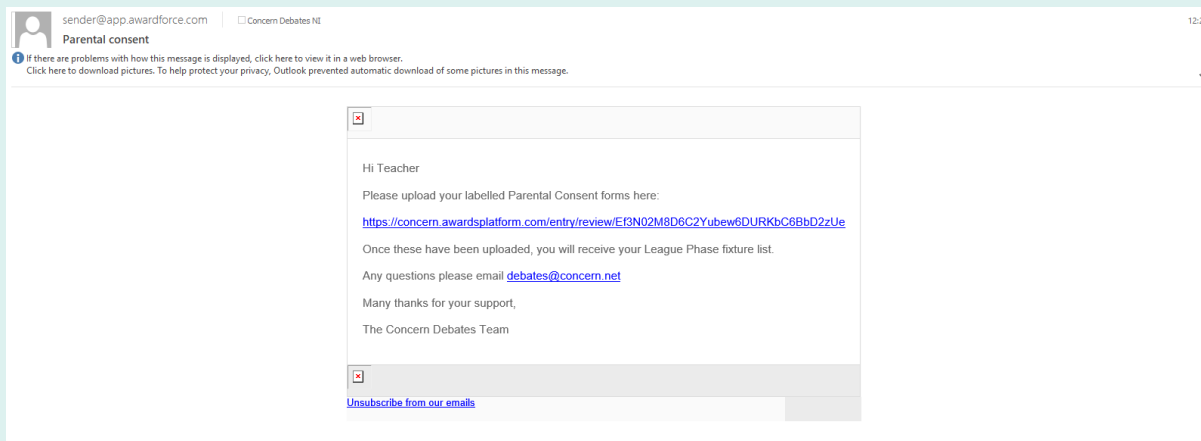 sender@app.awardforce.com Concern Debates NI
Parental consent
If there are problems with how this message is displayed, click here to view it in a web browser.
Click here to download pictures. To help protect your privacy, Outlook prevented automatic download of some pictures in this message.
Hi Teacher
Please upload your labelled Parental Consent forms here:
https://concern.awardsplatform.com/entry/review/Ef3N02M8D6C2Yubew6DURKbC6BbD2zUe
Once these have been uploaded, you will receive your League Phase fixture list.
Any questions please email debates@concern.net
Many thanks for your support,
The Concern Debates Team
Unsubscribe from our emails